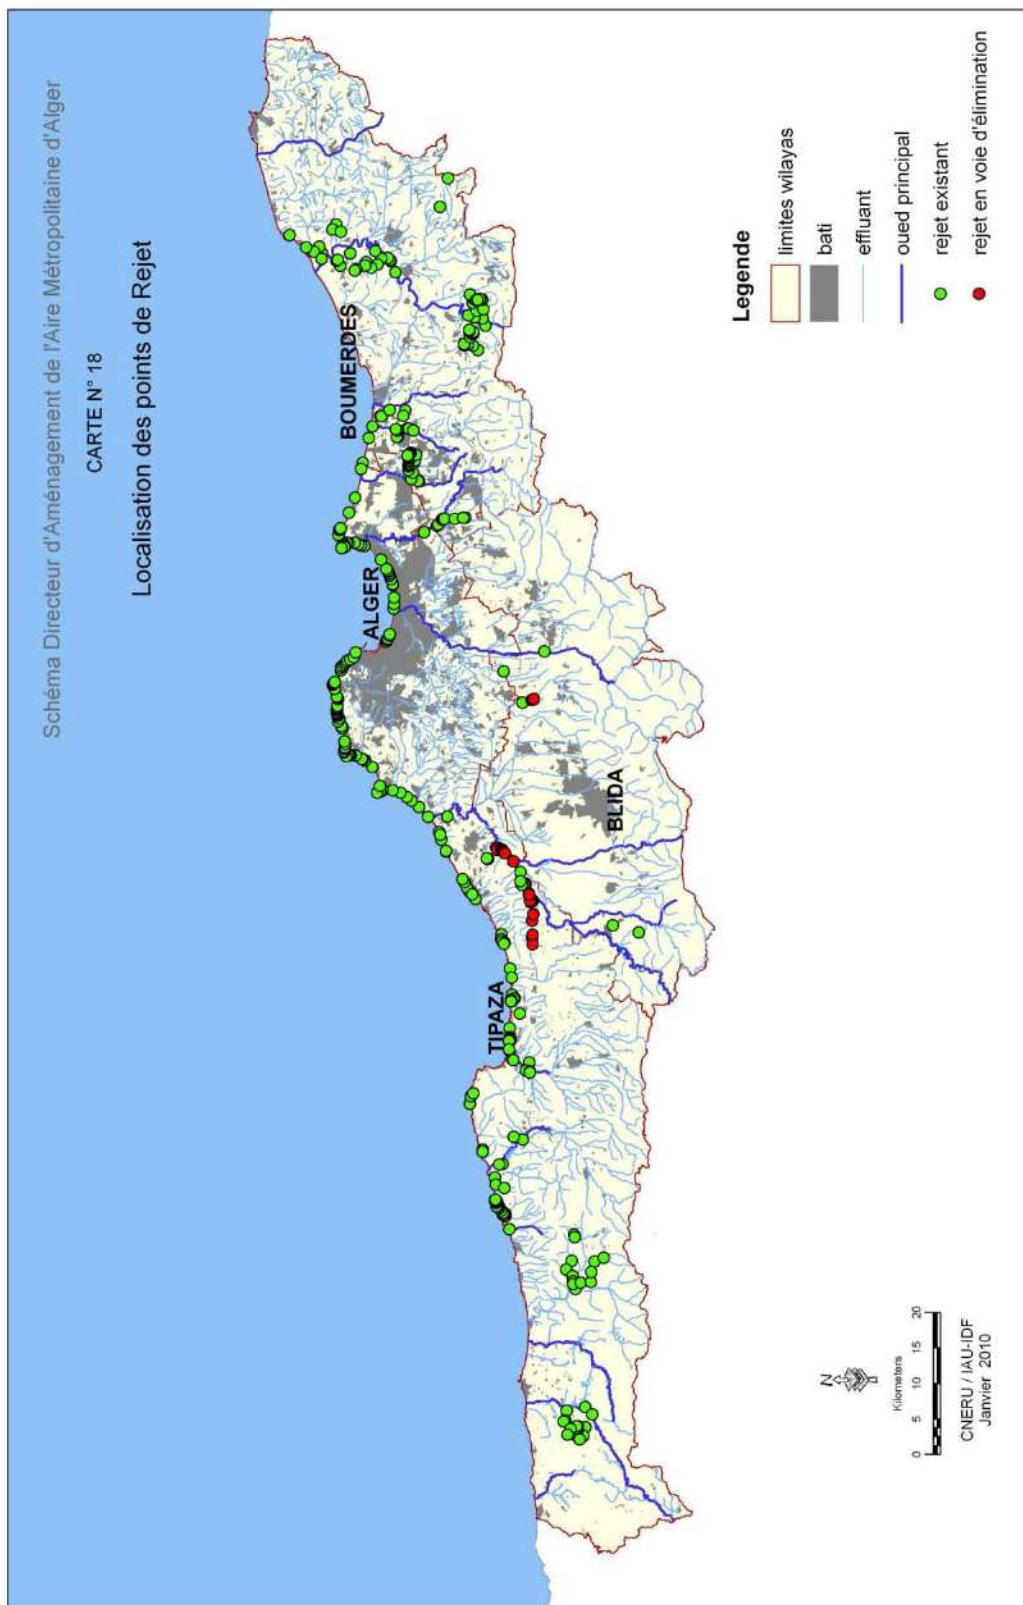 Schéma Directeur d'Aménagement de l'Aire Métropolitaine d'Alger
CARTE N° 18
Localisation des points de Rejet
BOUMERDES
ALGER
TIPAZA
BLIDA
Legende
limites wilayas
bati
effluant
oued principal
rejet existant
rejet en voie d'élimination
N
Kilometers
0 5 10 15 20
CNERU / IAU-IDF
Janvier 2010